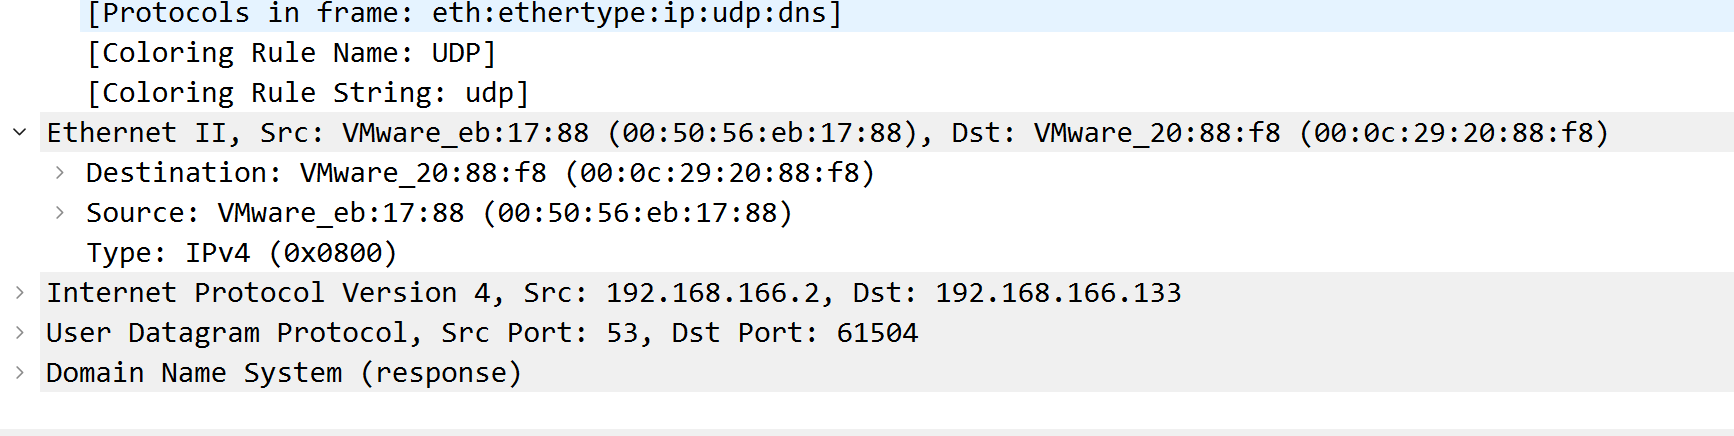 [Protocols in frame: eth:ethertype:ip:udp:dns]
[Coloring Rule Name: UDP]
[Coloring Rule String: udp]
Ethernet II, Src: VMware_eb:17:88 (00:50:56:eb:17:88), Dst: VMware_20:88:f8 (00:0c:29:20:88:f8)
Destination: VMware_20:88:f8 (00:0c:29:20:88:f8)
Source: VMware_eb:17:88 (00:50:56:eb:17:88)
Type: IPv4 (0x0800)
Internet Protocol Version 4, Src: 192.168.166.2, Dst: 192.168.166.133
User Datagram Protocol, Src Port: 53, Dst Port: 61504
Domain Name System (response)